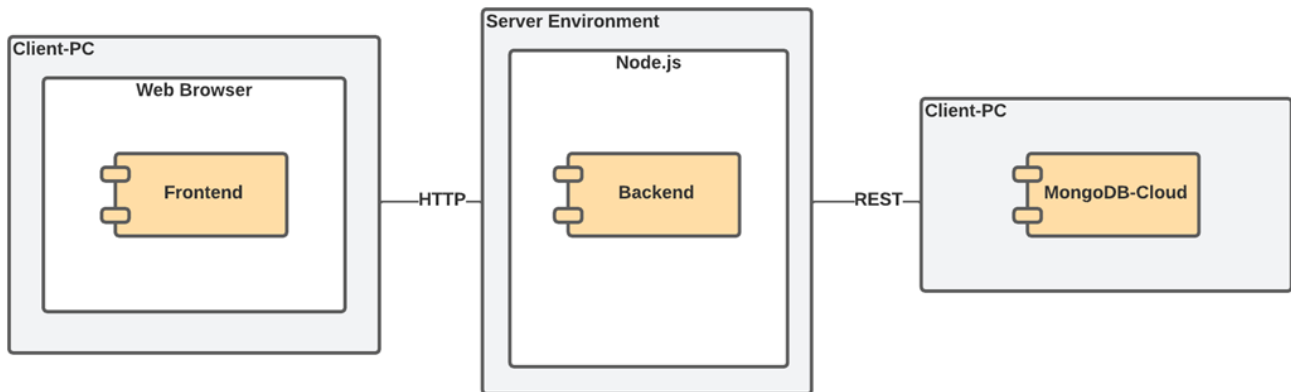 Client-PC
Web Browser
Frontend
HTTP
Server Environment
Node.js
Backend
REST
Client-PC
MongoDB-Cloud